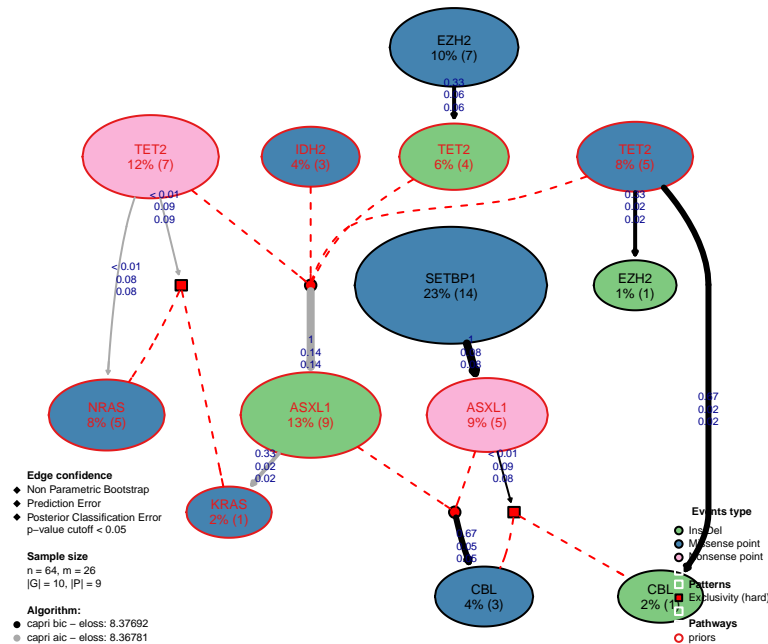 EZH2
10% (7)
0.33
0.06
0.06
TET2
12% (7)
IDH2
4% (3)
TET2
6% (4)
TET2
8% (5)
< 0.01
0.09
0.09
0.33
0.02
0.02
< 0.01
0.08
0.08
SETBP1
23% (14)
EZH2
1% (1)
1
0.14
0.14
1
0.08
NRAS
8% (5)
ASXL1
13% (9)
ASXL1
9% (5)
0.67
0.02
0.02
0.33
0.02
0.02
< 0.01
0.09
0.08
KRAS
2% (1)
0.67
0.05
CBL
4% (3)
CBL
2% (1)
Edge confidence
Non Parametric Bootstrap
Prediction Error
Posterior Classification Error
p−value cutoff < 0.05
Sample size
n = 64, m = 26
|G| = 10, |P| = 9
Algorithm:
capri bic − eloss: 8.37692
capri aic − eloss: 8.36781
Events type
Ins/Del
Missense point
Nonsense point
Patterns
Exclusivity (hard)
Pathways
priors